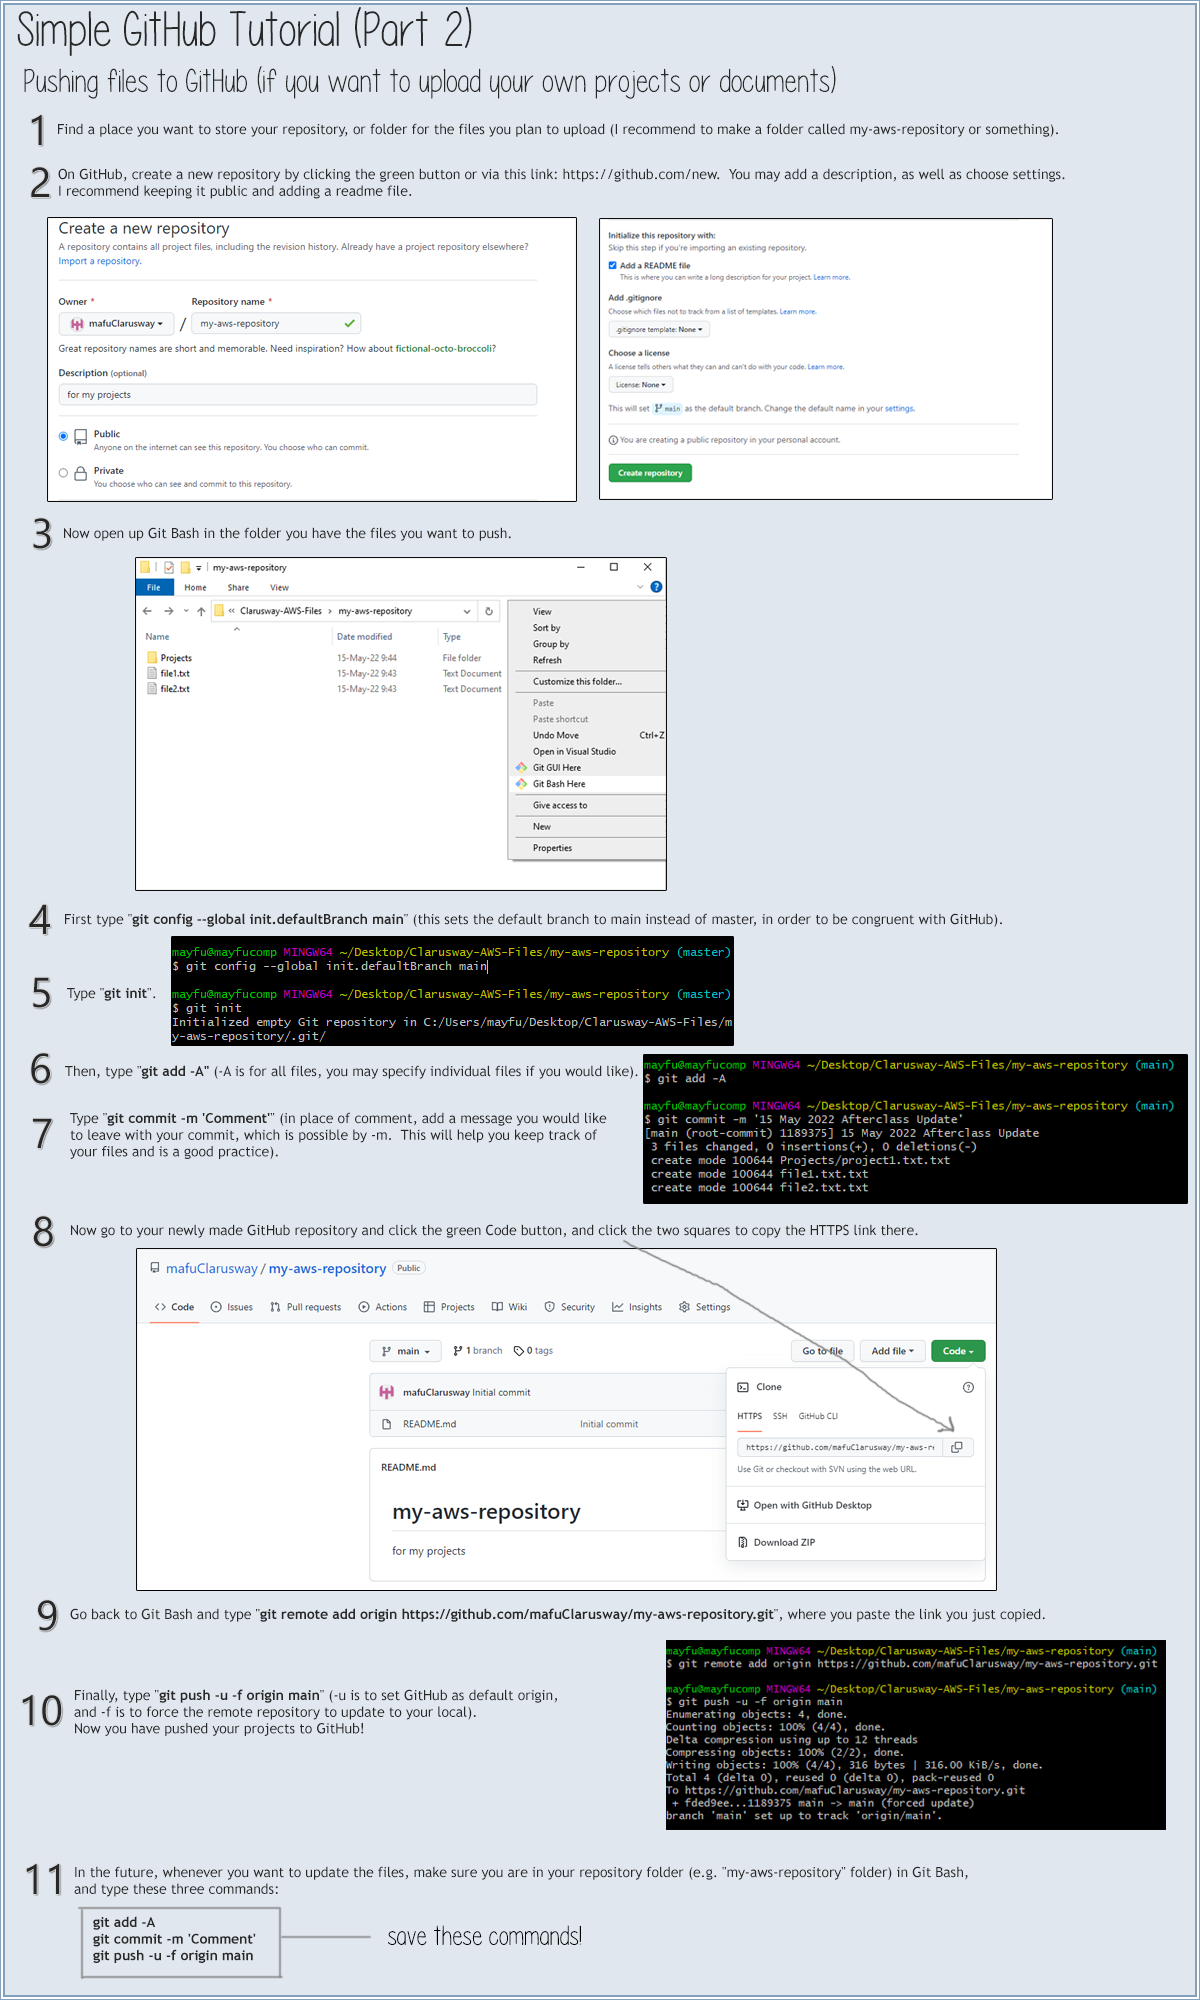 Simple GitHub Tutorial (Part 2)
Pushing files to GitHub (if you want to upload your own projects or documents)
1 Find a place you want to store your repository, or folder for the files you plan to upload (I recommend to make a folder called my-aws-repository or something).
2 On GitHub, create a new repository by clicking the green button or via this link: https://github.com/new. You may add a description, as well as choose settings.
I recommend keeping it public and adding a readme file.
Create a new repository
A repository contains all project files, including the revision history. Already have a project repository elsewhere?
Import a repository.
Owner * Repository name *
mafuClarusway / my-aws-repository
Great repository names are short and memorable. Need inspiration? How about fictional-octo-broccoli?
Description (optional)
for my projects
Public
Anyone on the internet can see this repository. You choose who can commit.
Private
You choose who can see and commit to this repository.
Initialize this repository with:
Skip this step if you're importing an existing repository.
Add a README file
This is where you can write a long description for your project. Learn more.
Add .gitignore
Choose which files not to track from a list of templates. Learn more.
.gitignore template: None
Choose a license
A license tells others what they can and can't do with your code. Learn more.
License: None
This will set main as the default branch. Change the default name in your settings.
You are creating a public repository in your personal account.
Create repository
3 Now open up Git Bash in the folder you have the files you want to push.
my-aws-repository
File Home Share View
« Clarusway-AWS-Files › my-aws-repository
Name Date modified Type
Projects 15-May-22 9:44 File folder
file1.txt 15-May-22 9:43 Text Document
file2.txt 15-May-22 9:43 Text Document
View
Sort by
Group by
Refresh
Customize this folder...
Paste
Paste shortcut
Undo Move Ctrl+Z
Open in Visual Studio
Git GUI Here
Git Bash Here
Give access to
New
Properties
4 First type "git config --global init.defaultBranch main" (this sets the default branch to main instead of master, in order to be congruent with GitHub).
mayfu@mayfucomp MINGW64 ~/Desktop/Clarusway-AWS-Files/my-aws-repository (master)
$ git config --global init.defaultBranch main
5 Type "git init".
mayfu@mayfucomp MINGW64 ~/Desktop/Clarusway-AWS-Files/my-aws-repository (master)
$ git init
Initialized empty Git repository in C:/Users/mayfu/Desktop/Clarusway-AWS-Files/m
y-aws-repository/.git/
6 Then, type "git add -A" (-A is for all files, you may specify individual files if you would like).
mayfu@mayfucomp MINGW64 ~/Desktop/Clarusway-AWS-Files/my-aws-repository (main)
$ git add -A
7 Type "git commit -m 'Comment'" (in place of comment, add a message you would like
to leave with your commit, which is possible by -m. This will help you keep track of
your files and is a good practice).
mayfu@mayfucomp MINGW64 ~/Desktop/Clarusway-AWS-Files/my-aws-repository (main)
$ git commit -m '15 May 2022 Afterclass Update'
[main (root-commit) 1189375] 15 May 2022 Afterclass Update
3 files changed, 0 insertions(+), 0 deletions(-)
create mode 100644 Projects/project1.txt.txt
create mode 100644 file1.txt.txt
create mode 100644 file2.txt.txt
8 Now go to your newly made GitHub repository and click the green Code button, and click the two squares to copy the HTTPS link there.
mafuClarusway / my-aws-repository Public
Code Issues Pull requests Actions Projects Wiki Security Insights Settings
main 1 branch 0 tags Go to file Add file Code
mafuClarusway Initial commit
README.md Initial commit
README.md
my-aws-repository
for my projects
Clone
HTTPS SSH GitHub CLI
https://github.com/mafuClarusway/my-aws-re
Use Git or checkout with SVN using the web URL.
Open with GitHub Desktop
Download ZIP
9 Go back to Git Bash and type "git remote add origin https://github.com/mafuClarusway/my-aws-repository.git", where you paste the link you just copied.
mayfu@mayfucomp MINGW64 ~/Desktop/Clarusway-AWS-Files/my-aws-repository (main)
$ git remote add origin https://github.com/mafuClarusway/my-aws-repository.git
10 Finally, type "git push -u -f origin main" (-u is to set GitHub as default origin,
and -f is to force the remote repository to update to your local).
Now you have pushed your projects to GitHub!
mayfu@mayfucomp MINGW64 ~/Desktop/Clarusway-AWS-Files/my-aws-repository (main)
$ git push -u -f origin main
Enumerating objects: 4, done.
Counting objects: 100% (4/4), done.
Delta compression using up to 12 threads
Compressing objects: 100% (2/2), done.
Writing objects: 100% (4/4), 316 bytes | 316.00 KiB/s, done.
Total 4 (delta 0), reused 0 (delta 0), pack-reused 0
To https://github.com/mafuClarusway/my-aws-repository.git
+ fded9ee...1189375 main -> main (forced update)
branch 'main' set up to track 'origin/main'.
11 In the future, whenever you want to update the files, make sure you are in your repository folder (e.g. "my-aws-repository" folder) in Git Bash,
and type these three commands:
git add -A
git commit -m 'Comment'
git push -u -f origin main
save these commands!